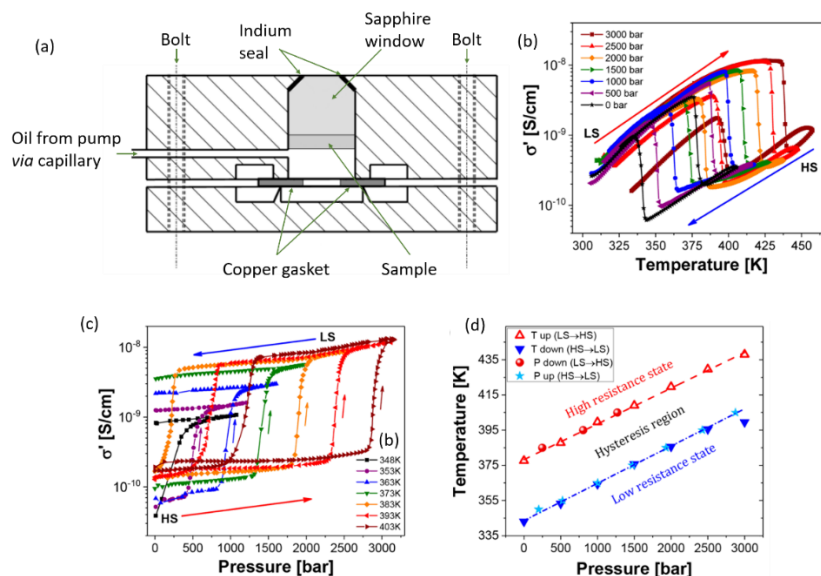 (a)
Bolt
Indium
seal
Sapphire
window
Bolt
Oil from pump
via capillary
Copper gasket
Sample
(b)
3000 bar
2500 bar
2000 bar
1500 bar
1000 bar
500 bar
0 bar
LS
HS
σ' [S/cm]
10⁻⁸
10⁻⁹
10⁻¹⁰
300 325 350 375 400 425 450
Temperature [K]
(c)
LS
HS
(b)
348K
353K
363K
373K
383K
393K
403K
σ' [S/cm]
10⁻⁸
10⁻⁹
10⁻¹⁰
0 500 1000 1500 2000 2500 3000
Pressure [bar]
(d)
T up (LS→HS)
T down (HS→LS)
P down (LS→HS)
P up (HS→LS)
High resistance state
Hysteresis region
Low resistance state
Temperature [K]
435
415
395
375
355
335
0 500 1000 1500 2000 2500 3000
Pressure [bar]